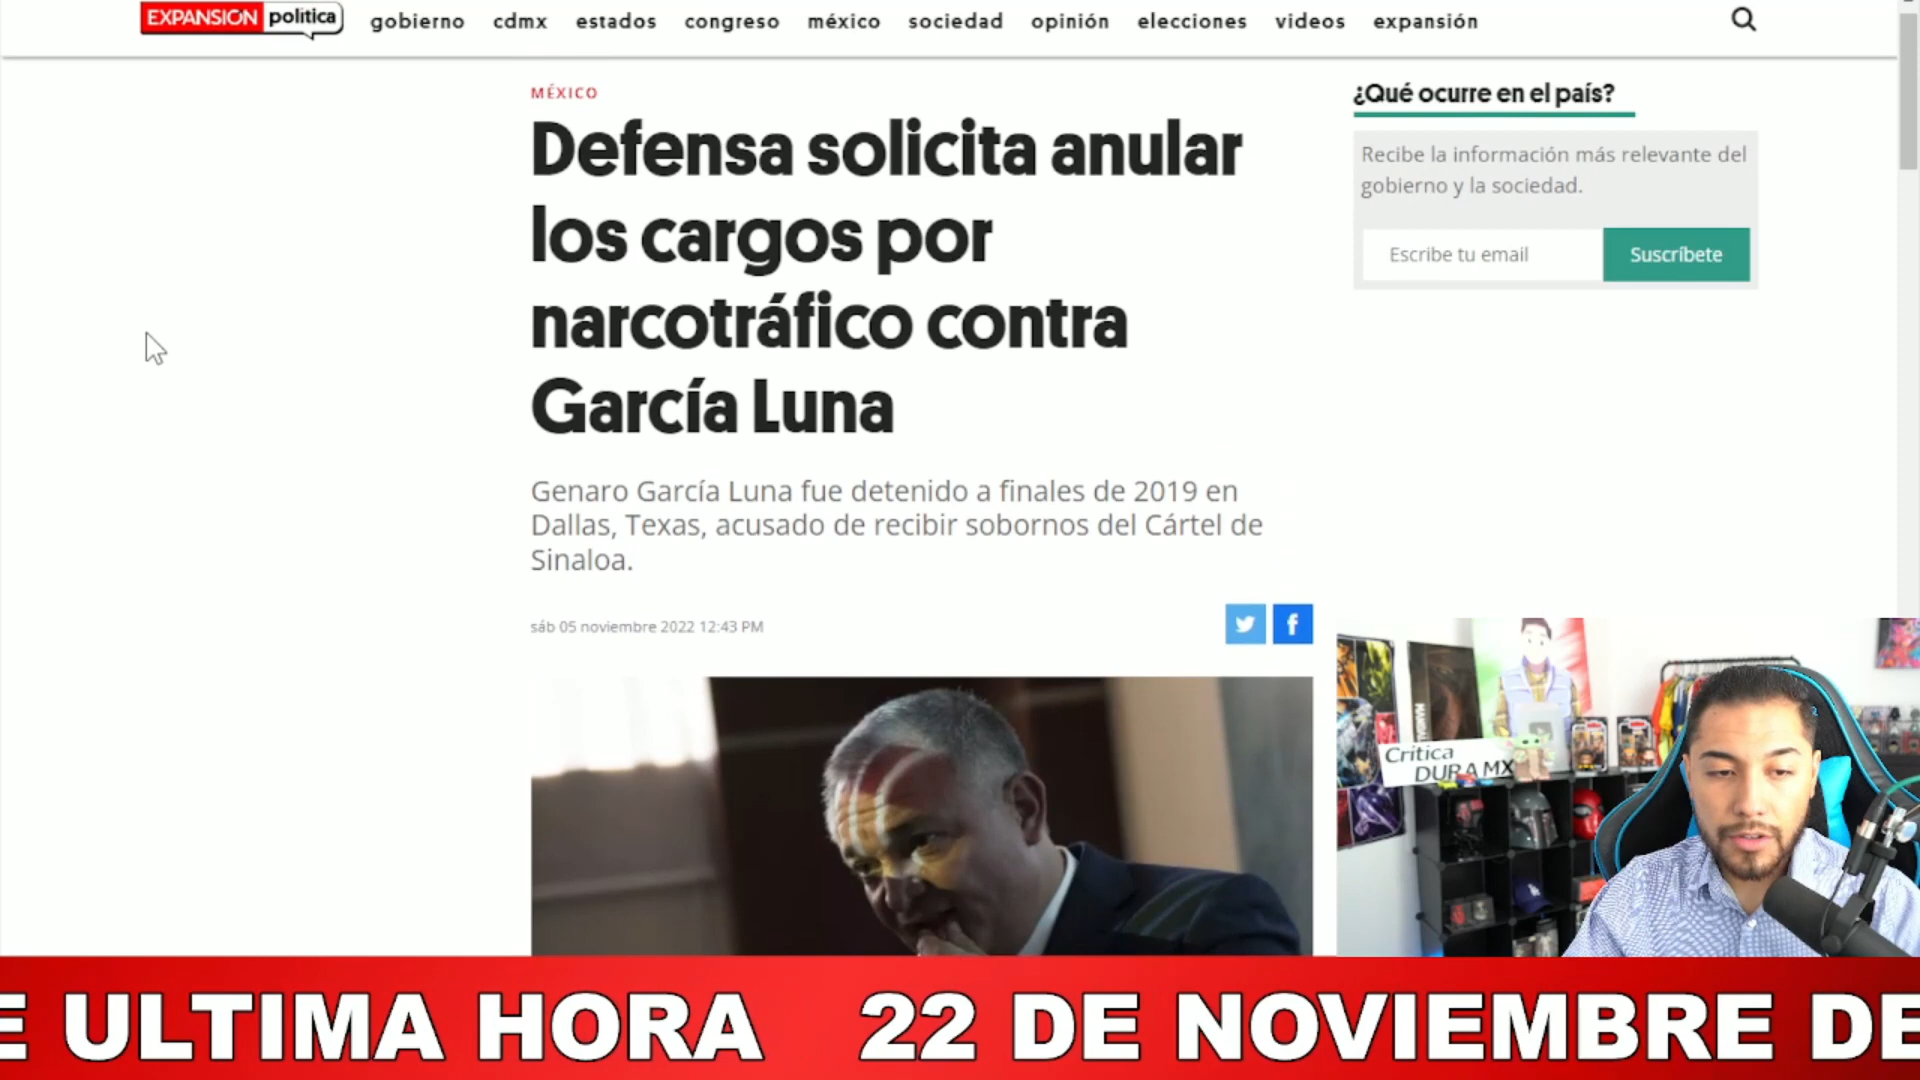 EXPANSIÓN política gobierno cdmx estados congreso méxico sociedad opinión elecciones videos expansión
MÉXICO
Defensa solicita anular
los cargos por
narcotráfico contra
García Luna
Genaro García Luna fue detenido a finales de 2019 en
Dallas, Texas, acusado de recibir sobornos del Cártel de
Sinaloa.
sáb 05 noviembre 2022 12:43 PM
¿Qué ocurre en el país?
Recibe la información más relevante del
gobierno y la sociedad.
Escribe tu email Suscríbete
Crítica
DURA MX
E ULTIMA HORA 22 DE NOVIEMBRE DE